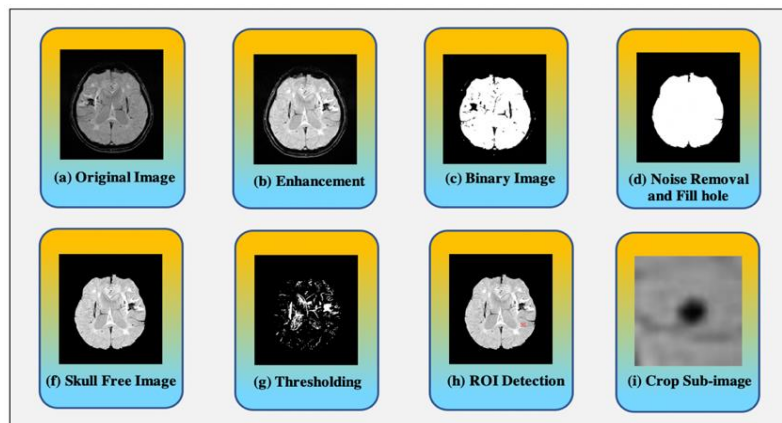 (a) Original Image
(b) Enhancement
(c) Binary Image
(d) Noise Removal
and Fill hole
(f) Skull Free Image
(g) Thresholding
(h) ROI Detection
(i) Crop Sub-image